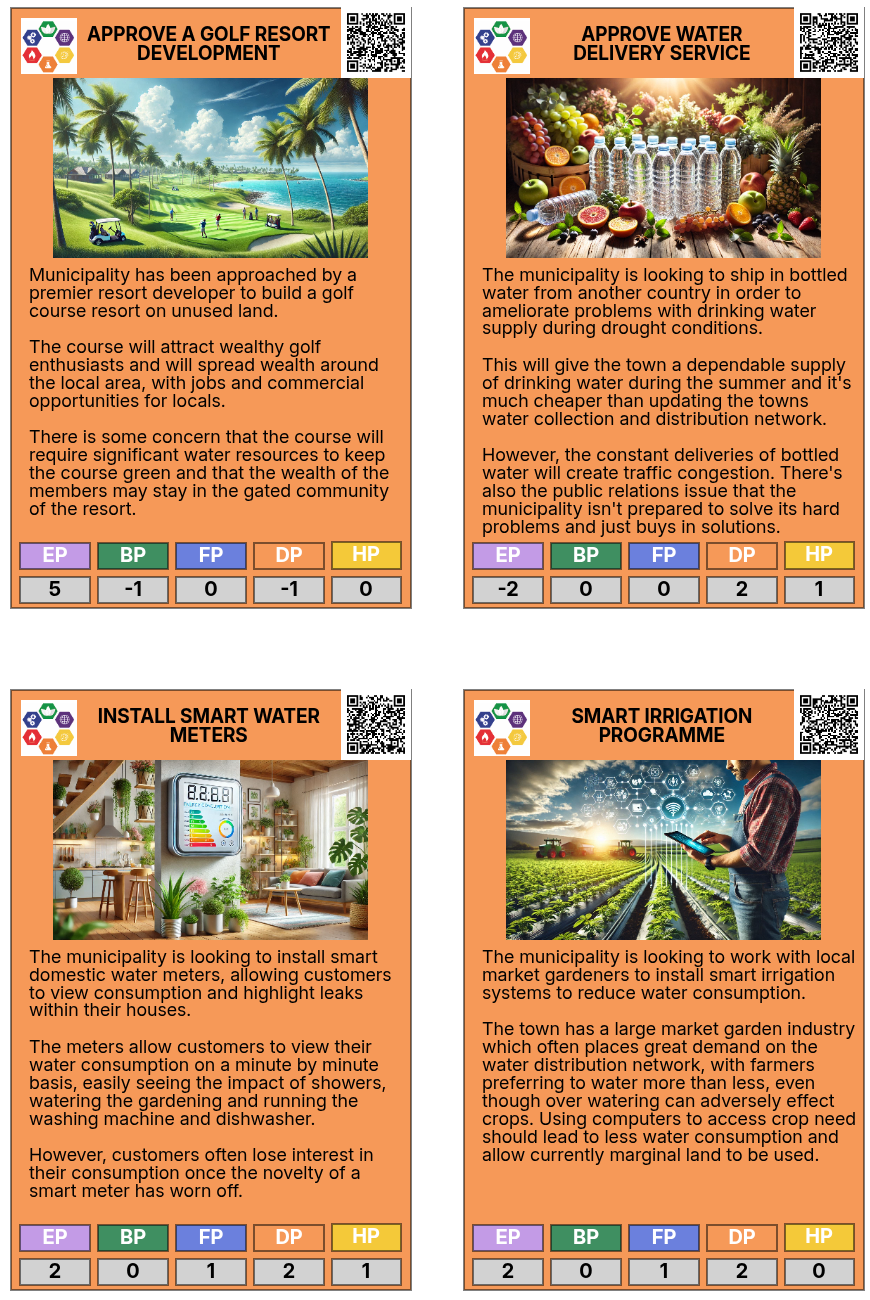 APPROVE A GOLF RESORT
DEVELOPMENT
Municipality has been approached by a
premier resort developer to build a golf
course resort on unused land.
The course will attract wealthy golf
enthusiasts and will spread wealth around
the local area, with jobs and commercial
opportunities for locals.
There is some concern that the course will
require significant water resources to keep
the course green and that the wealth of the
members may stay in the gated community
of the resort.
EP BP FP DP HP
5 -1 0 -1 0
APPROVE WATER
DELIVERY SERVICE
The municipality is looking to ship in bottled
water from another country in order to
ameliorate problems with drinking water
supply during drought conditions.
This will give the town a dependable supply
of drinking water during the summer and it's
much cheaper than updating the towns
water collection and distribution network.
However, the constant deliveries of bottled
water will create traffic congestion. There's
also the public relations issue that the
municipality isn't prepared to solve its hard
problems and just buys in solutions.
EP BP FP DP HP
-2 0 0 2 1
INSTALL SMART WATER
METERS
The municipality is looking to install smart
domestic water meters, allowing customers
to view consumption and highlight leaks
within their houses.
The meters allow customers to view their
water consumption on a minute by minute
basis, easily seeing the impact of showers,
watering the gardening and running the
washing machine and dishwasher.
However, customers often lose interest in
their consumption once the novelty of a
smart meter has worn off.
EP BP FP DP HP
2 0 1 2 1
SMART IRRIGATION
PROGRAMME
The municipality is looking to work with local
market gardeners to install smart irrigation
systems to reduce water consumption.
The town has a large market garden industry
which often places great demand on the
water distribution network, with farmers
preferring to water more than less, even
though over watering can adversely effect
crops. Using computers to access crop need
should lead to less water consumption and
allow currently marginal land to be used.
EP BP FP DP HP
2 0 1 2 0